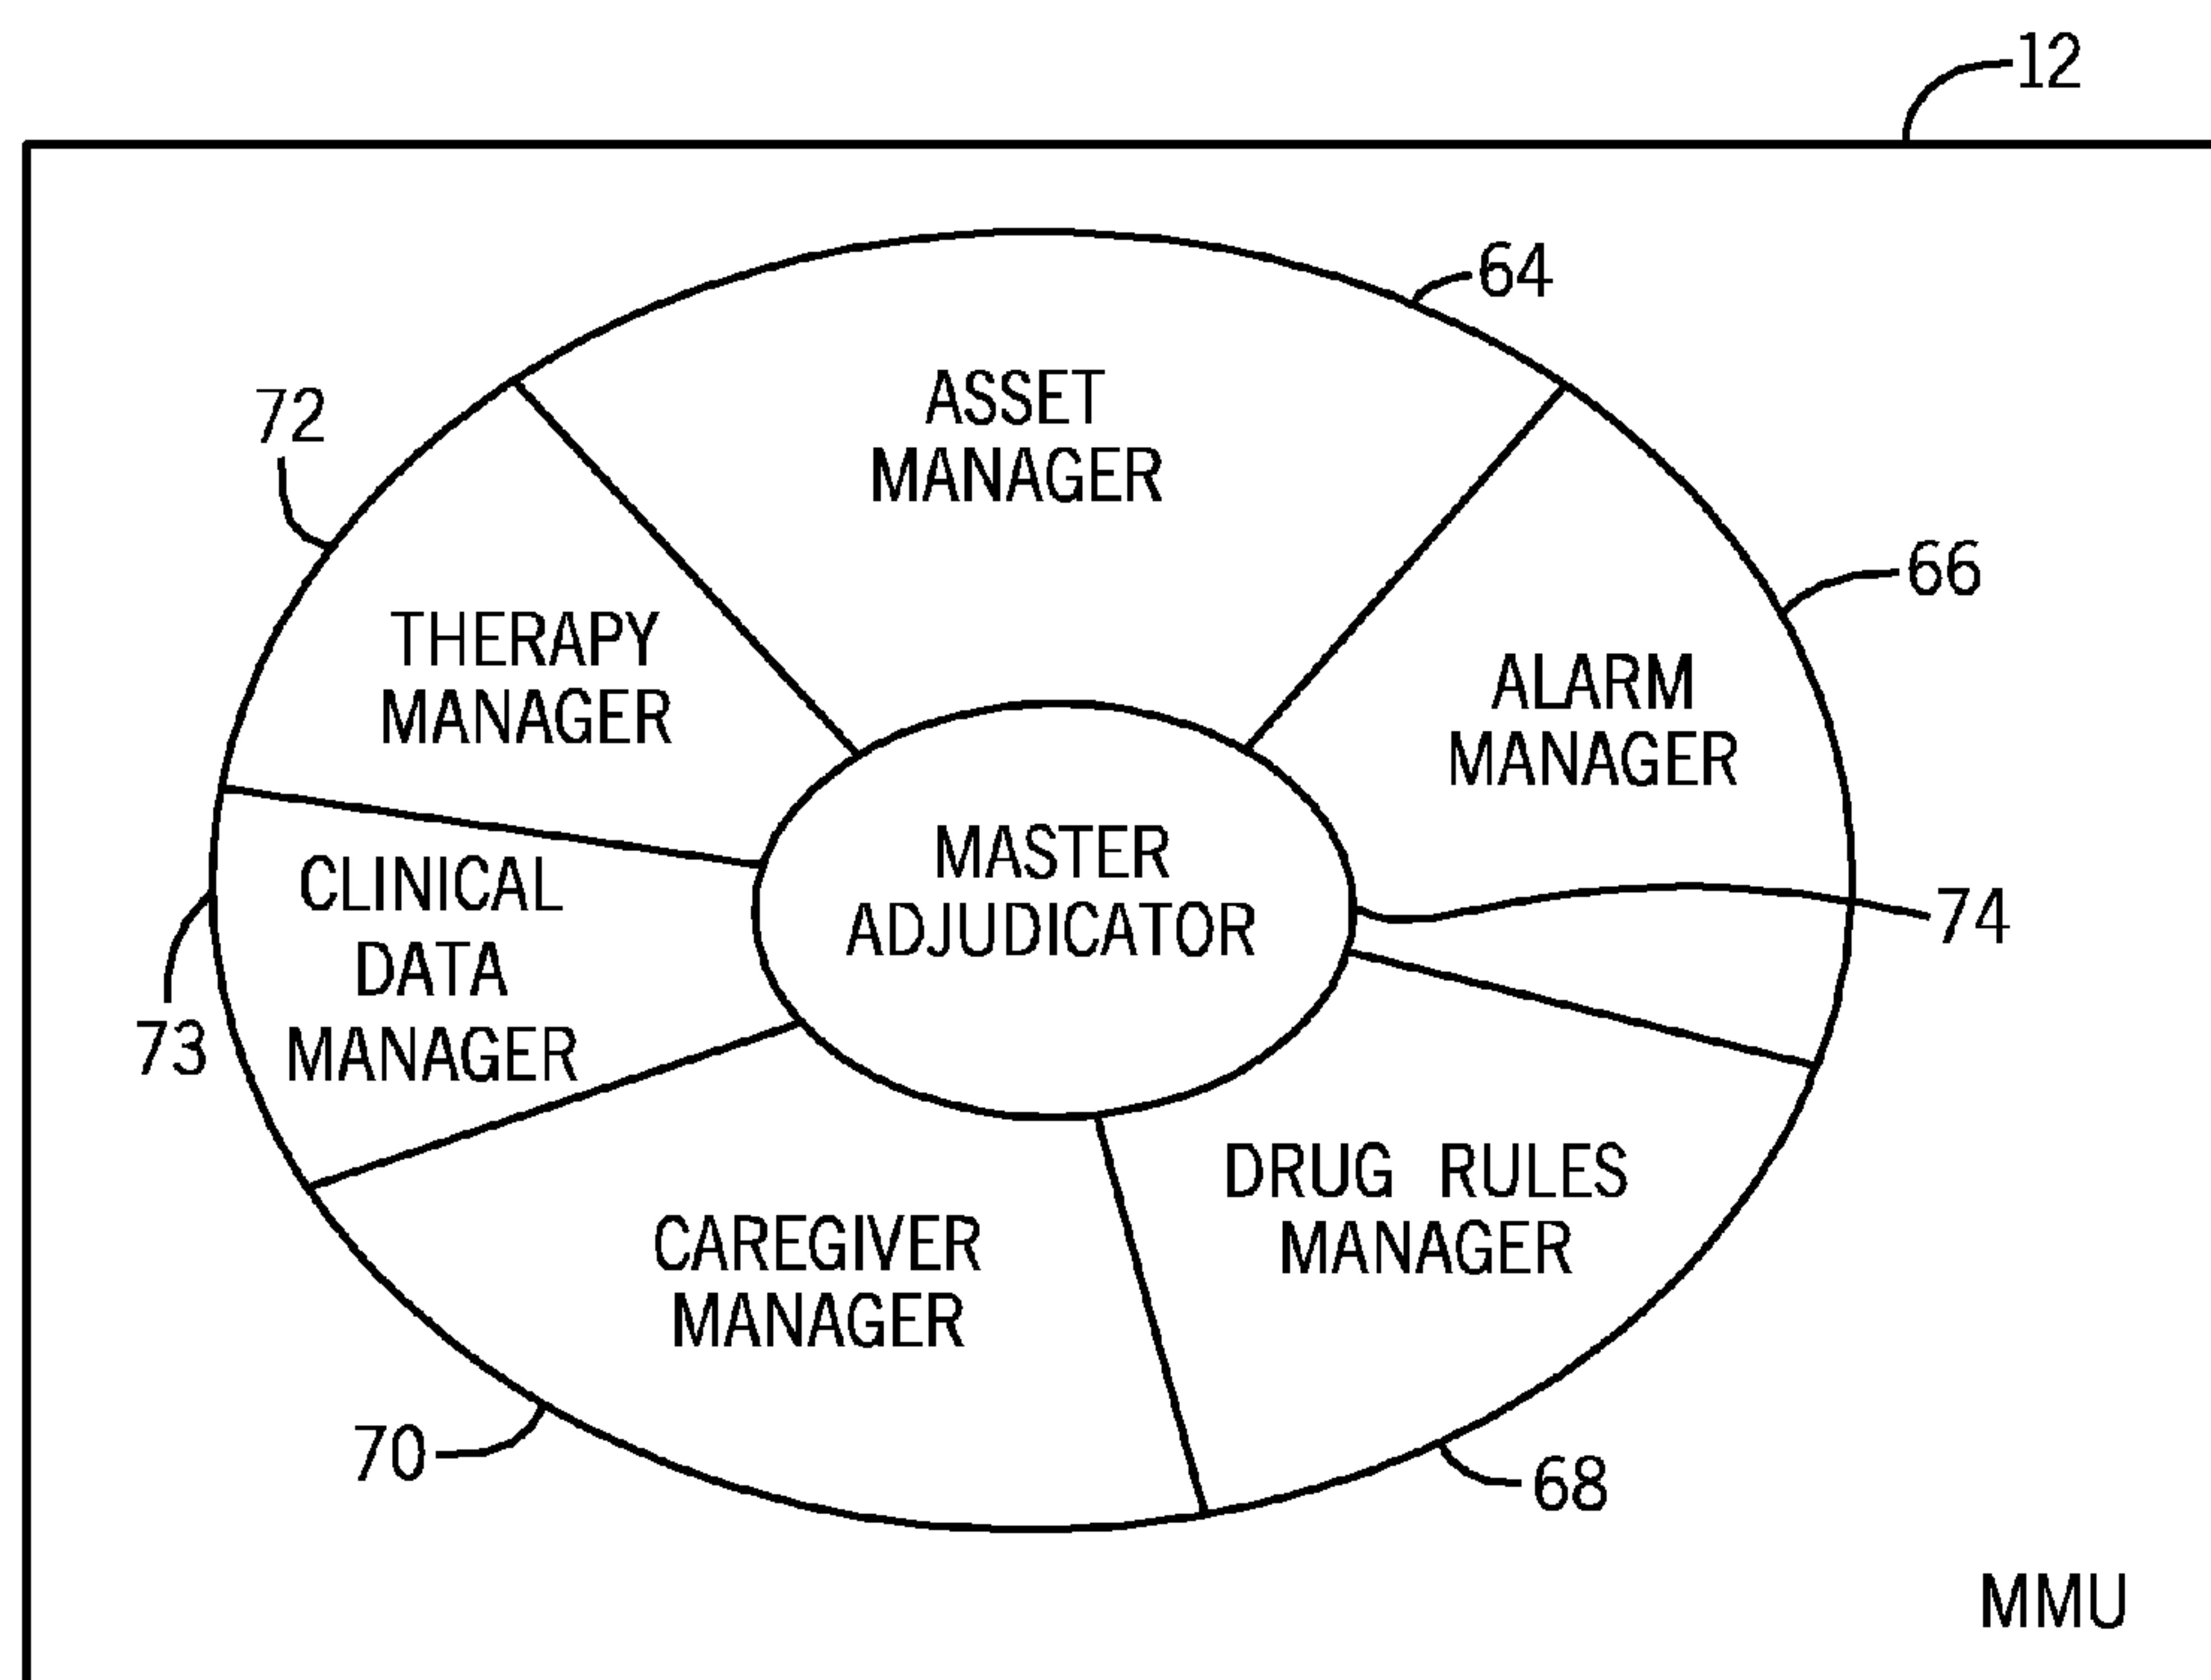 12
64
ASSET
MANAGER
72
66
THERAPY
MANAGER
ALARM
MANAGER
MASTER
ADJUDICATOR
74
CLINICAL
DATA
MANAGER
73
DRUG RULES
MANAGER
CAREGIVER
MANAGER
70
68
MMU